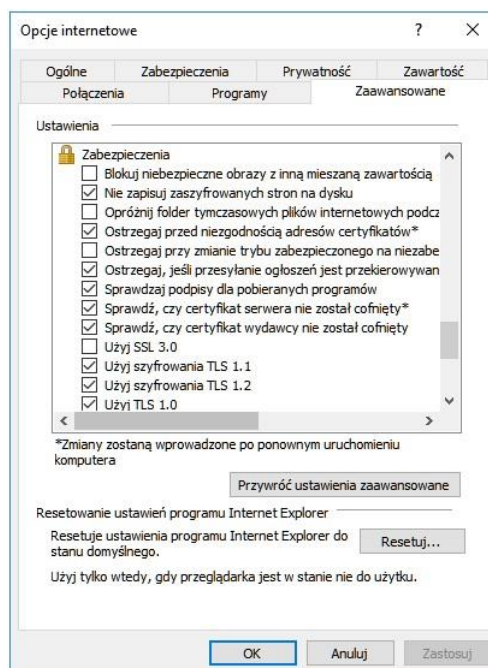 Opcje internetowe
?
X
Ogólne Zabezpieczenia Prywatność Zawartość
Połączenia Programy Zaawansowane
Ustawienia
Zabezpieczenia
Blokuj niebezpieczne obrazy z inną mieszaną zawartością
Nie zapisuj zaszyfrowanych stron na dysku
Opróżnij folder tymczasowych plików internetowych podcz
Ostrzegaj przed niezgodnością adresów certyfikatów*
Ostrzegaj przy zmianie trybu zabezpieczonego na niezabe
Ostrzegaj, jeśli przesyłanie ogłoszeń jest przekierowywan
Sprawdzaj podpisy dla pobieranych programów
Sprawdź, czy certyfikat serwera nie został cofnięty*
Sprawdź, czy certyfikat wydawcy nie został cofnięty
Użyj SSL 3.0
Użyj szyfrowania TLS 1.1
Użyj szyfrowania TLS 1.2
Użyj TLS 1.0
*Zmiany zostaną wprowadzone po ponownym uruchomieniu
komputera
Przywróć ustawienia zaawansowane
Resetowanie ustawień programu Internet Explorer
Resetuje ustawienia programu Internet Explorer do
stanu domyślnego.
Resetuj...
Użyj tylko wtedy, gdy przeglądarka jest w stanie nie do użytku.
OK Anuluj Zastosuj